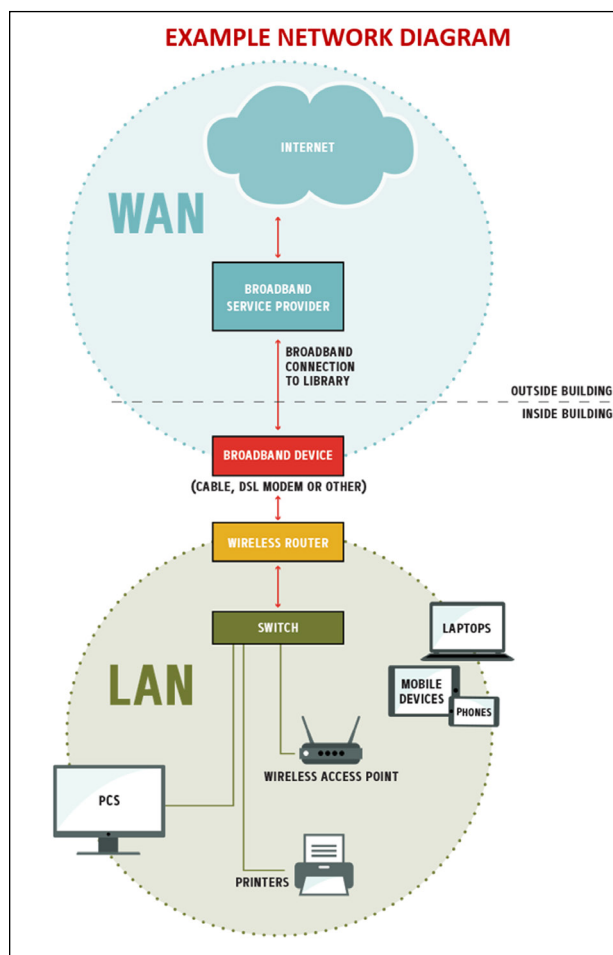 EXAMPLE NETWORK DIAGRAM
INTERNET
WAN
BROADBAND
SERVICE PROVIDER
BROADBAND
CONNECTION
TO LIBRARY
OUTSIDE BUILDING
INSIDE BUILDING
BROADBAND DEVICE
(CABLE, DSL MODEM OR OTHER)
WIRELESS ROUTER
SWITCH
LAPTOPS
LAN
MOBILE
DEVICES
PHONES
WIRELESS ACCESS POINT
PCS
PRINTERS